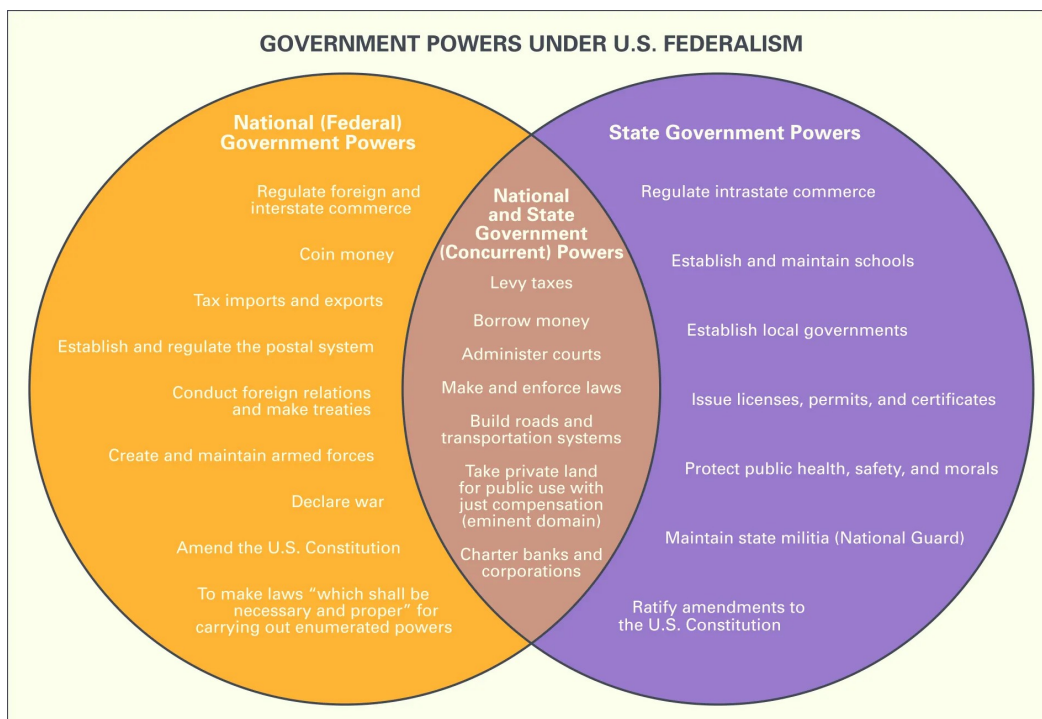 GOVERNMENT POWERS UNDER U.S. FEDERALISM
National (Federal)
Government Powers
Regulate foreign and
interstate commerce
Coin money
Tax imports and exports
Establish and regulate the postal system
Conduct foreign relations
and make treaties
Create and maintain armed forces
Declare war
Amend the U.S. Constitution
To make laws “which shall be
necessary and proper” for
carrying out enumerated powers
National
and State
Government
(Concurrent) Powers
Levy taxes
Borrow money
Administer courts
Make and enforce laws
Build roads and
transportation systems
Take private land
for public use with
just compensation
(eminent domain)
Charter banks and
corporations
State Government Powers
Regulate intrastate commerce
Establish and maintain schools
Establish local governments
Issue licenses, permits, and certificates
Protect public health, safety, and morals
Maintain state militia (National Guard)
Ratify amendments to
the U.S. Constitution